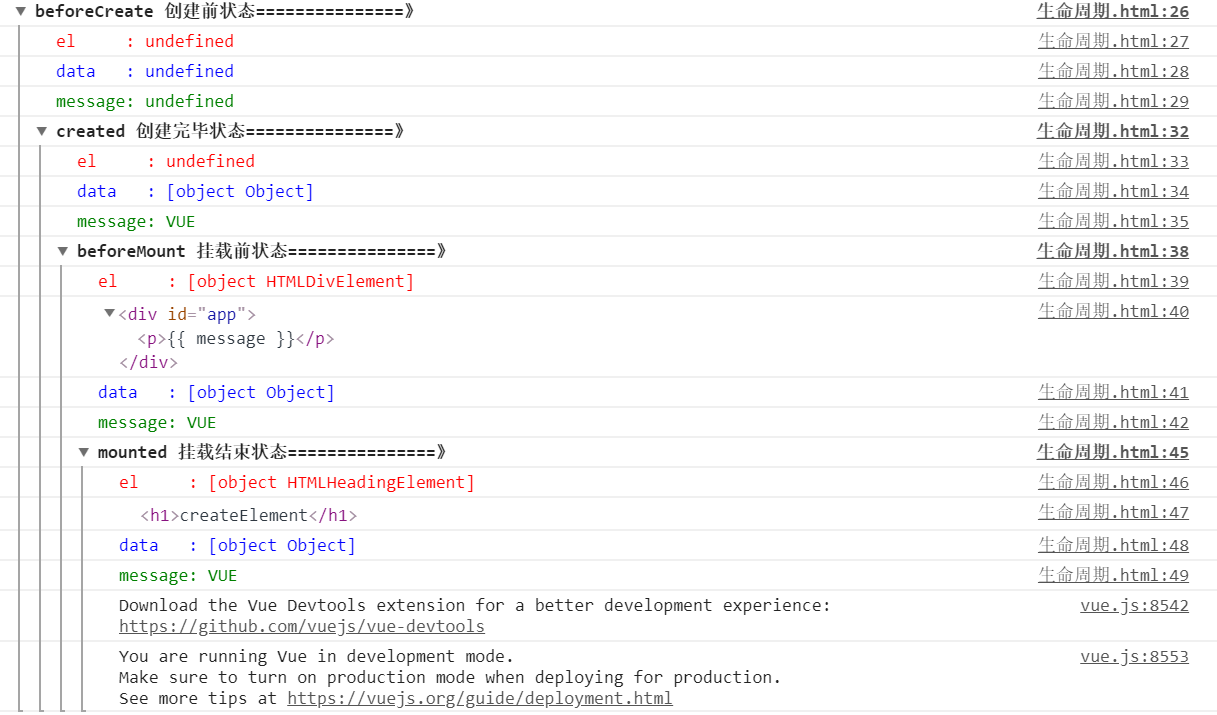 ▼ beforeCreate 创建前状态===============》 生命周期.html:26
el     : undefined 生命周期.html:27
data   : undefined 生命周期.html:28
message: undefined 生命周期.html:29
▼ created 创建完毕状态===============》 生命周期.html:32
el     : undefined 生命周期.html:33
data   : [object Object] 生命周期.html:34
message: VUE 生命周期.html:35
▼ beforeMount 挂载前状态===============》 生命周期.html:38
el     : [object HTMLDivElement] 生命周期.html:39
▼<div id="app"> 生命周期.html:40
<p>{{ message }}</p>
</div>
data   : [object Object] 生命周期.html:41
message: VUE 生命周期.html:42
▼ mounted 挂载结束状态===============》 生命周期.html:45
el     : [object HTMLHeadingElement] 生命周期.html:46
<h1>createElement</h1> 生命周期.html:47
data   : [object Object] 生命周期.html:48
message: VUE 生命周期.html:49
Download the Vue Devtools extension for a better development experience: vue.js:8542
https://github.com/vuejs/vue-devtools
You are running Vue in development mode. vue.js:8553
Make sure to turn on production mode when deploying for production.
See more tips at https://vuejs.org/guide/deployment.html